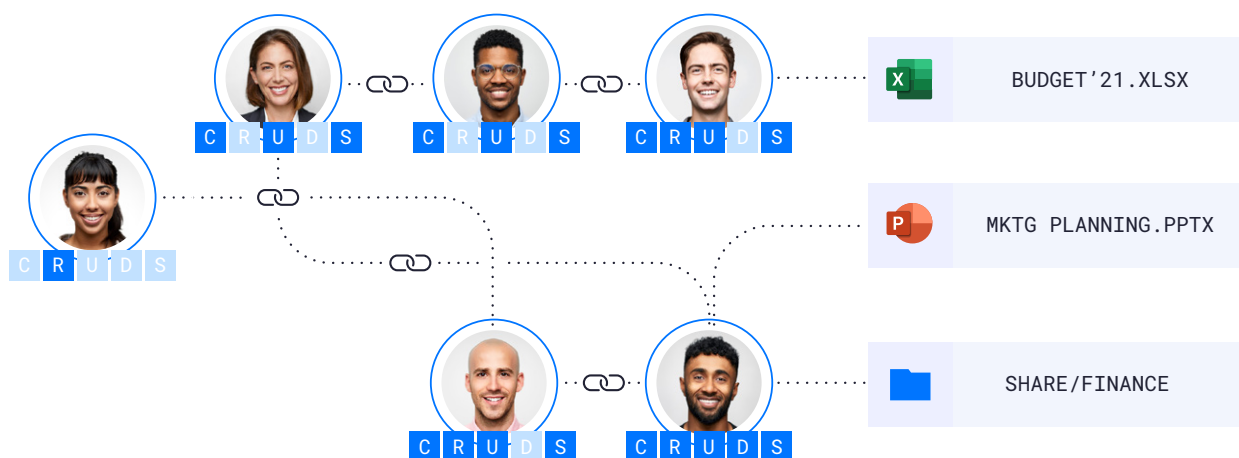 X
BUDGET'21.XLSX
C R U D S
C R U D S
C R U D S
P
MKTG PLANNING.PPTX
C R U D S
SHARE/FINANCE
C R U D S
C R U D S